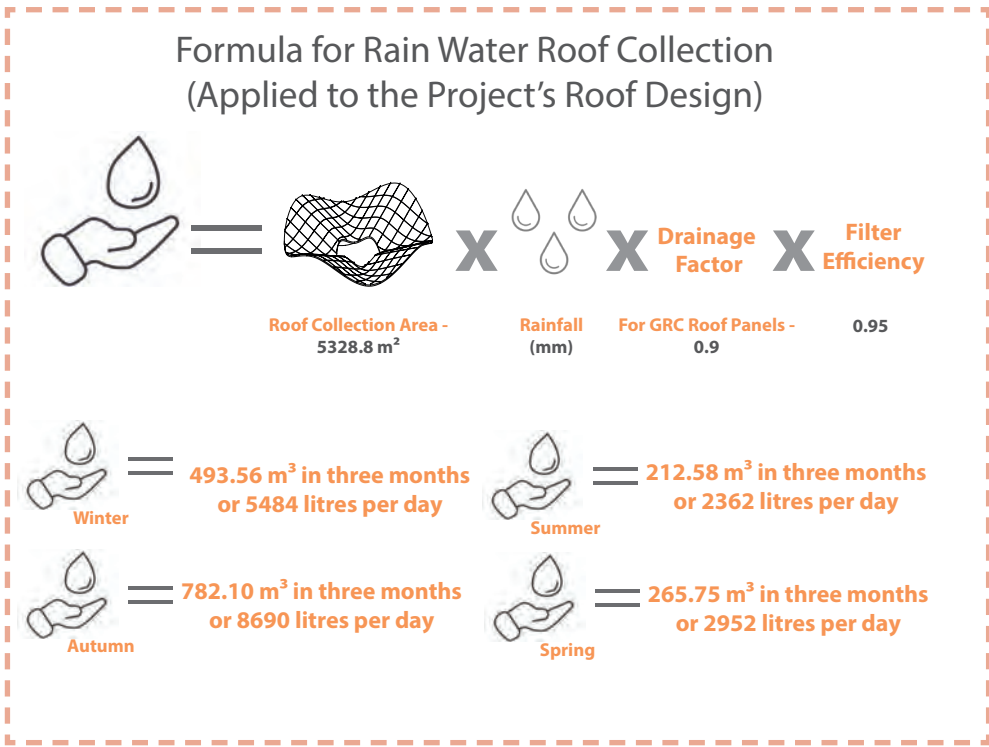 Formula for Rain Water Roof Collection
(Applied to the Project's Roof Design)
X
X
Drainage
Factor
X
Filter
Efficiency
Roof Collection Area -
5328.8 m²
Rainfall
(mm)
For GRC Roof Panels -
0.9
0.95
493.56 m³ in three months
or 5484 litres per day
Winter
212.58 m³ in three months
or 2362 litres per day
Summer
782.10 m³ in three months
or 8690 litres per day
Autumn
265.75 m³ in three months
or 2952 litres per day
Spring